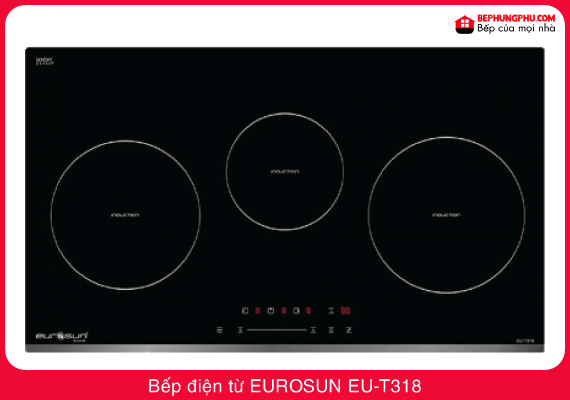 BEPHUNGPHU.COM
Bếp của mọi nhà
INDUCTION
INDUCTION
INDUCTION
eurosun
EU-T318
Bếp điện từ EUROSUN EU-T318